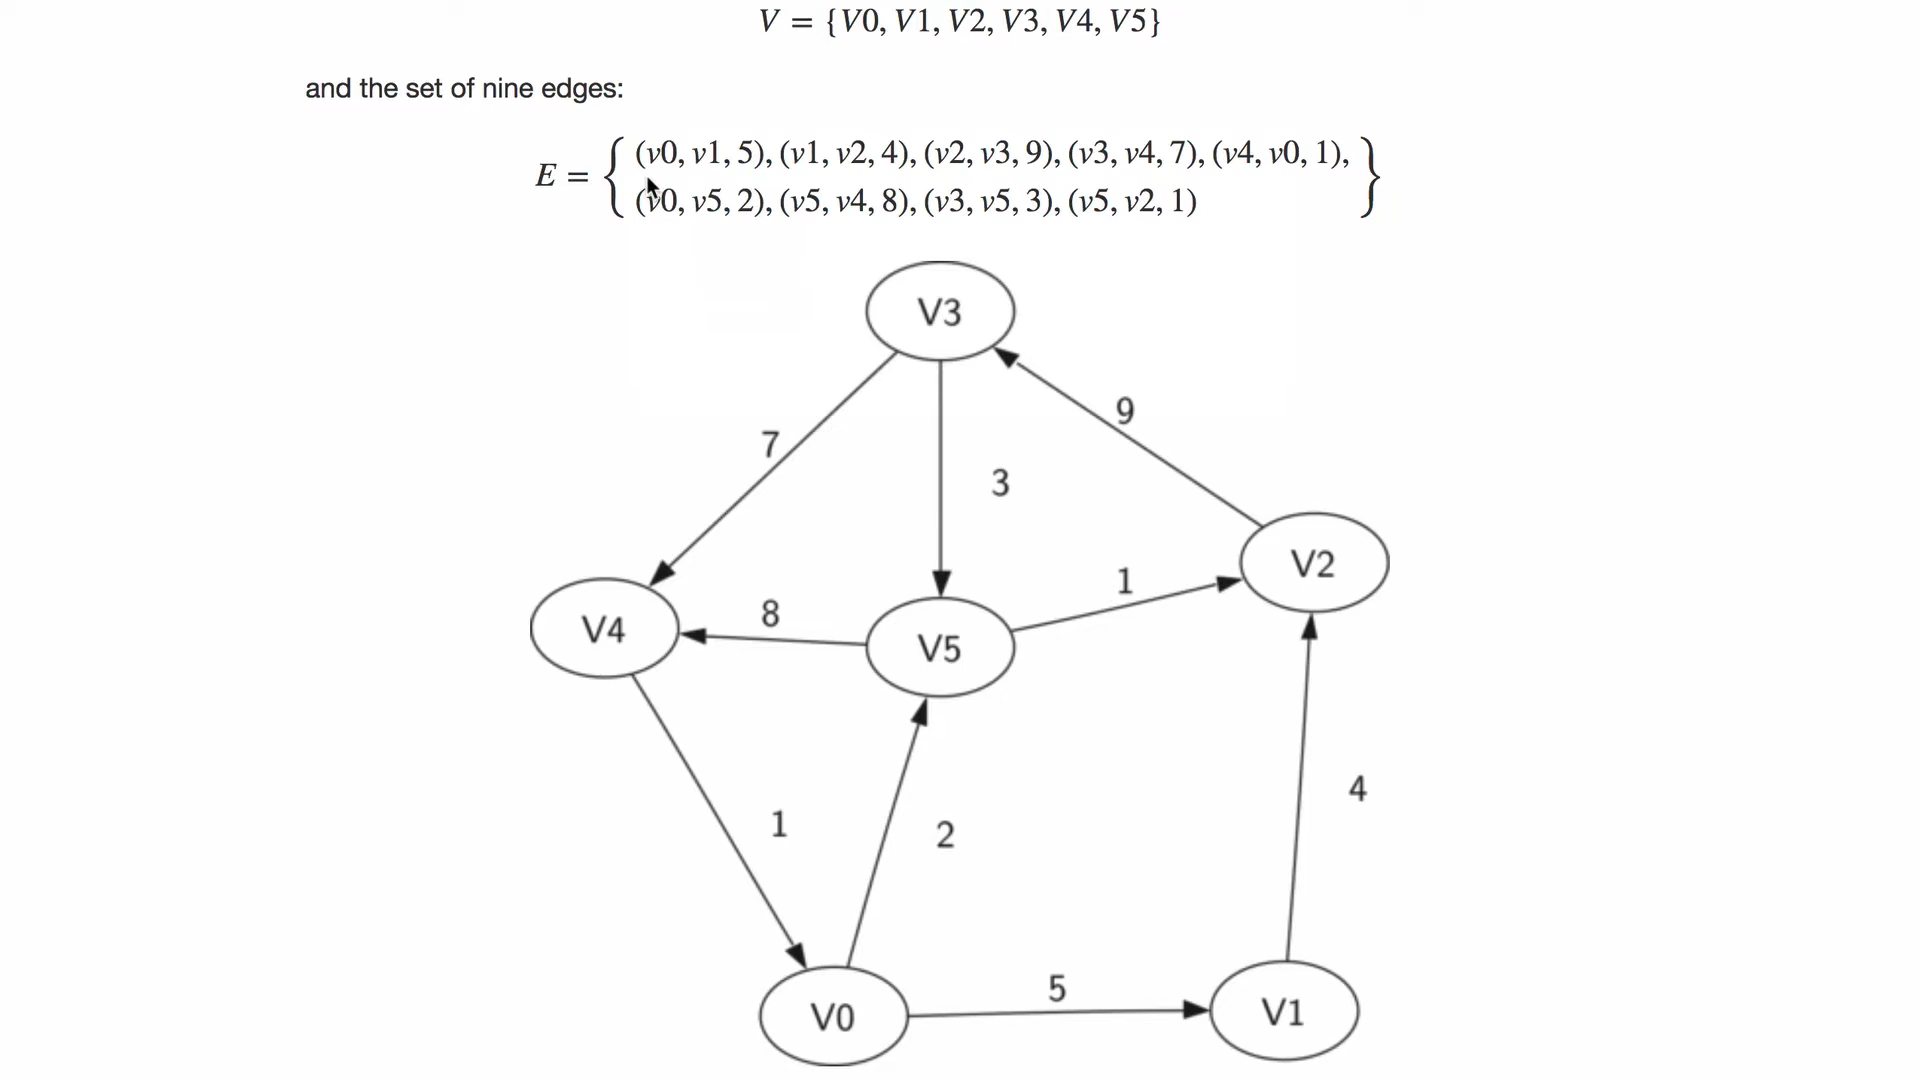 V = {V0, V1, V2, V3, V4, V5}
and the set of nine edges:
E = { (v0, v1, 5), (v1, v2, 4), (v2, v3, 9), (v3, v4, 7), (v4, v0, 1),
(v0, v5, 2), (v5, v4, 8), (v3, v5, 3), (v5, v2, 1) }
V3
9
7
3
V2
1
8
V4
V5
4
1
2
5
V0
V1